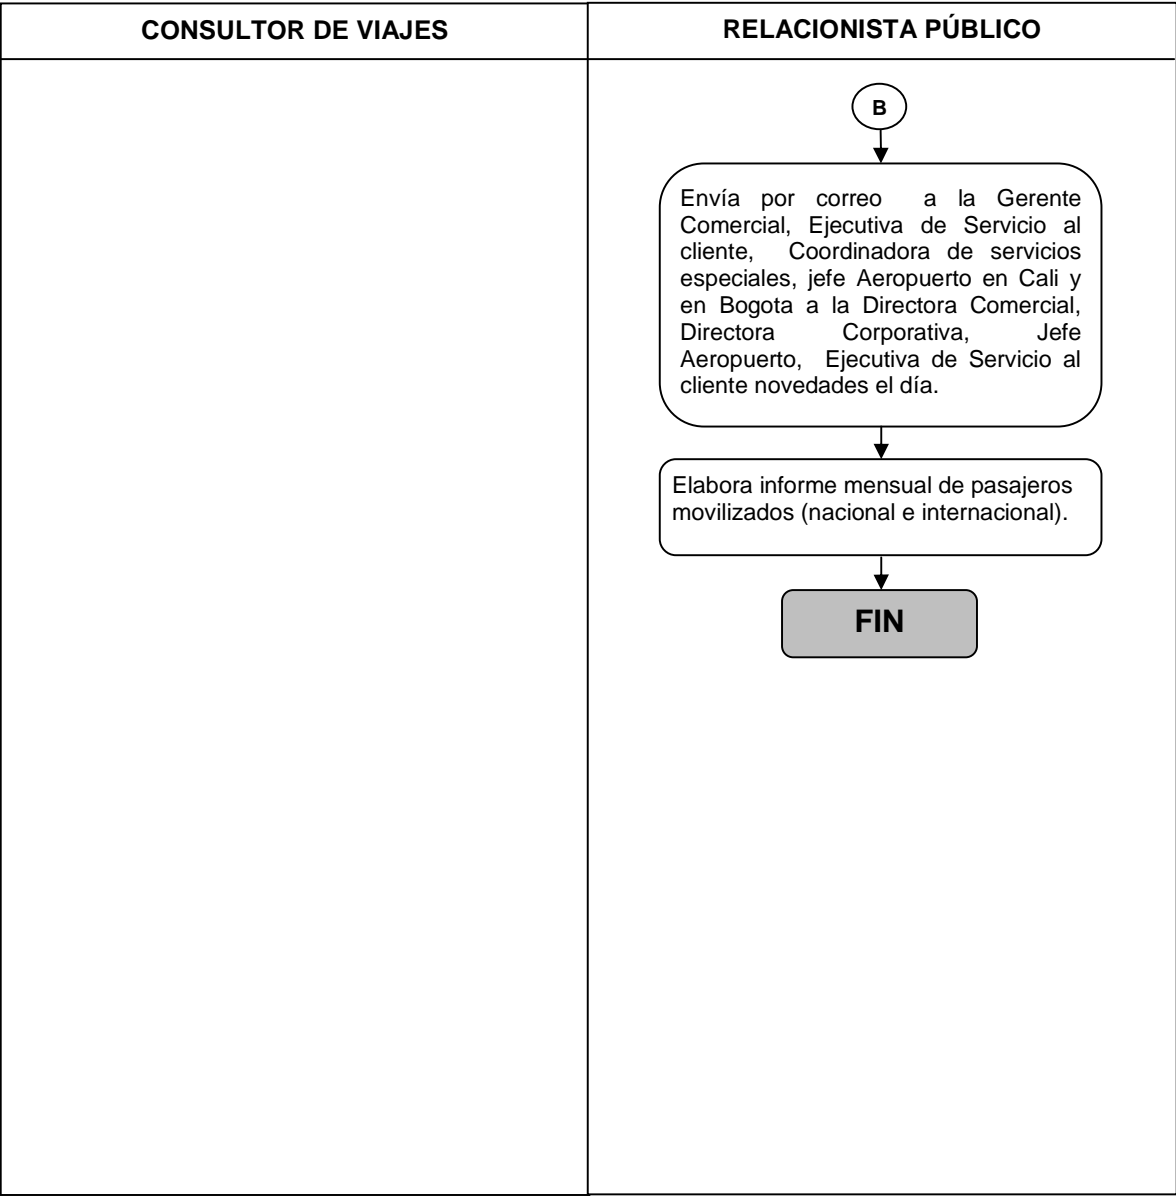 CONSULTOR DE VIAJES
RELACIONISTA PÚBLICO
B
Envía por correo a la Gerente
Comercial, Ejecutiva de Servicio al
cliente, Coordinadora de servicios
especiales, jefe Aeropuerto en Cali y
en Bogota a la Directora Comercial,
Directora Corporativa, Jefe
Aeropuerto, Ejecutiva de Servicio al
cliente novedades el día.
Elabora informe mensual de pasajeros
movilizados (nacional e internacional).
FIN